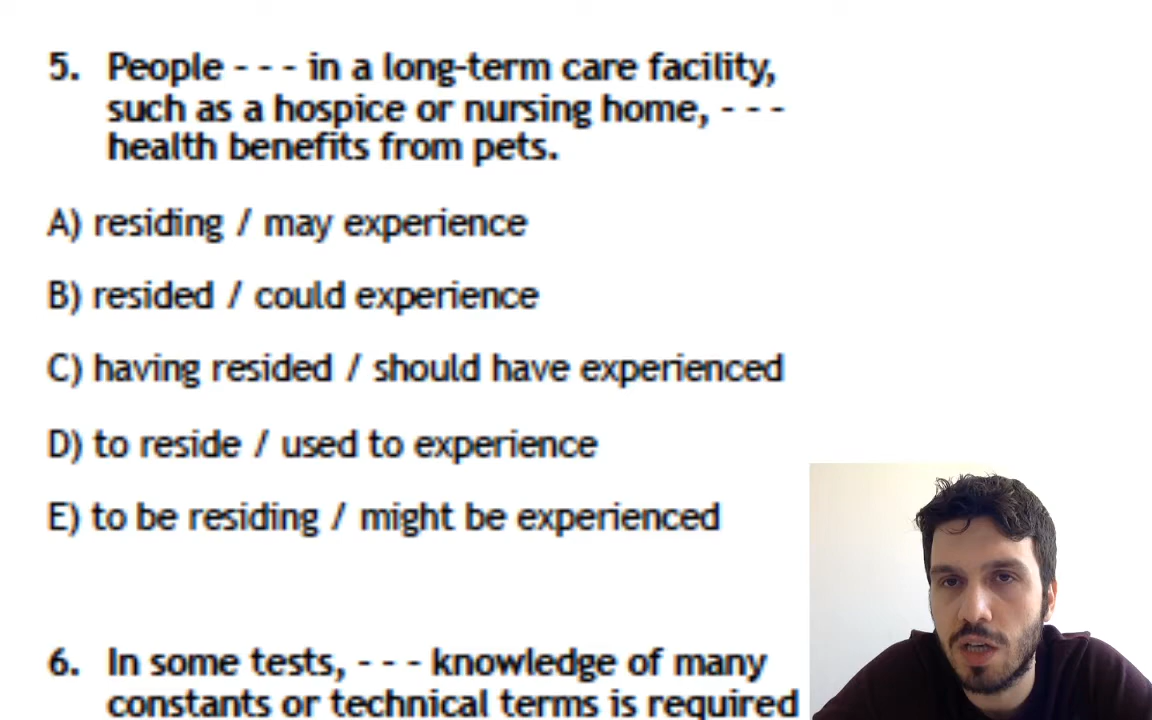 5. People - - - in a long-term care facility,
such as a hospice or nursing home, - - -
health benefits from pets.
A) residing / may experience
B) resided / could experience
C) having resided / should have experienced
D) to reside / used to experience
E) to be residing / might be experienced
6. In some tests, - - - knowledge of many
constants or technical terms is required